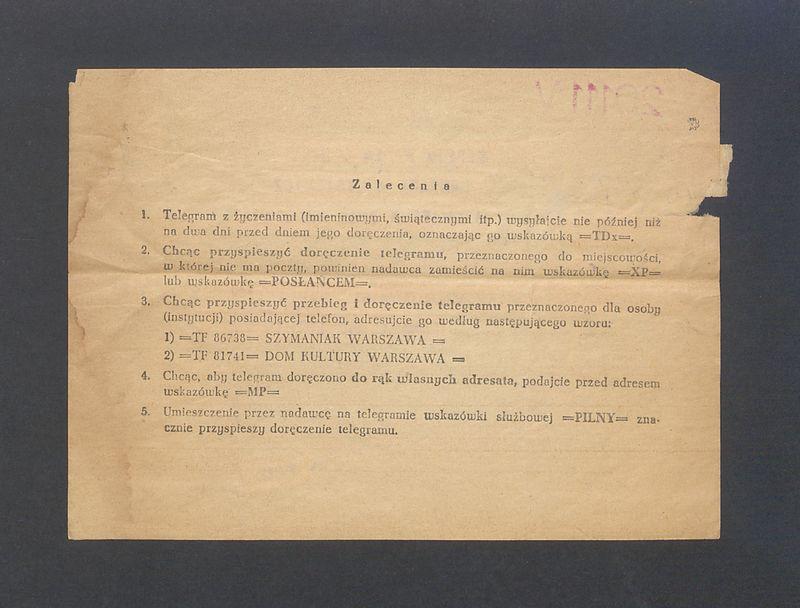 Zalecenia
1. Telegram z życzeniami (imieninowymi, świątecznymi itp.) wysyłajcie nie później niż
na dwa dni przed dniem jego doręczenia, oznaczając go wskazówką =TDx=.
2. Chcąc przyspieszyć doręczenie telegramu, przeznaczonego do miejscowości,
w której nie ma poczty, powinien nadawca zamieścić na nim wskazówkę =XP=
lub wskazówkę =POSŁAŃCEM=.
3. Chcąc przyspieszyć przebieg i doręczenie telegramu przeznaczonego dla osoby
(instytucji) posiadającej telefon, adresujcie go według następującego wzoru:
1) =TF 86738= SZYMANIAK WARSZAWA =
2) =TF 81741= DOM KULTURY WARSZAWA =
4. Chcąc, aby telegram doręczono do rąk własnych adresata, podajcie przed adresem
wskazówkę =MP=
5. Umieszczenie przez nadawcę na telegramie wskazówki służbowej =PILNY= zna-
cznie przyspieszy doręczenie telegramu.